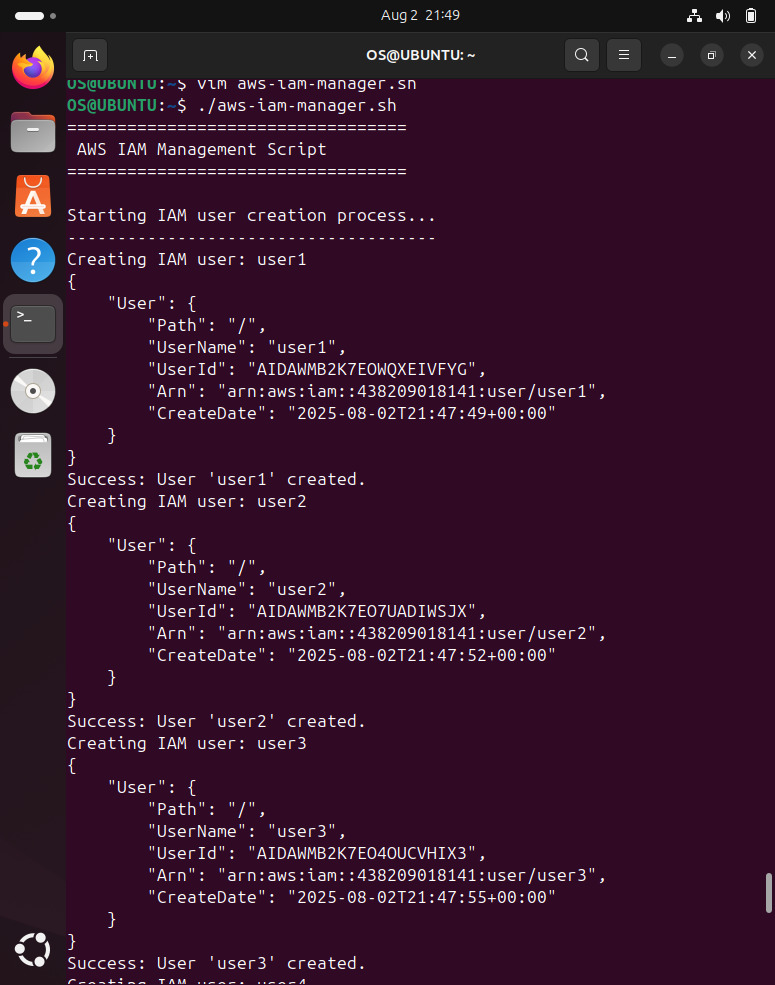 Aug 2 21:49
OS@UBUNTU: ~
OS@UBUNTU:~$ vim aws-iam-manager.sh
OS@UBUNTU:~$ ./aws-iam-manager.sh
==================================
AWS IAM Management Script
==================================
Starting IAM user creation process...
-------------------------------------
Creating IAM user: user1
{
    "User": {
        "Path": "/",
        "UserName": "user1",
        "UserId": "AIDAWMB2K7EOWQXEIVFYG",
        "Arn": "arn:aws:iam::438209018141:user/user1",
        "CreateDate": "2025-08-02T21:47:49+00:00"
    }
}
Success: User 'user1' created.
Creating IAM user: user2
{
    "User": {
        "Path": "/",
        "UserName": "user2",
        "UserId": "AIDAWMB2K7EO7UADIWSJX",
        "Arn": "arn:aws:iam::438209018141:user/user2",
        "CreateDate": "2025-08-02T21:47:52+00:00"
    }
}
Success: User 'user2' created.
Creating IAM user: user3
{
    "User": {
        "Path": "/",
        "UserName": "user3",
        "UserId": "AIDAWMB2K7EO4OUCVHIX3",
        "Arn": "arn:aws:iam::438209018141:user/user3",
        "CreateDate": "2025-08-02T21:47:55+00:00"
    }
}
Success: User 'user3' created.
Creating IAM user: user4